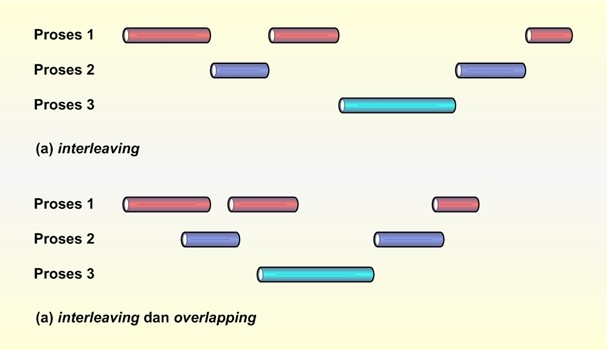 Proses 1
Proses 2
Proses 3
(a) interleaving
Proses 1
Proses 2
Proses 3
(a) interleaving dan overlapping